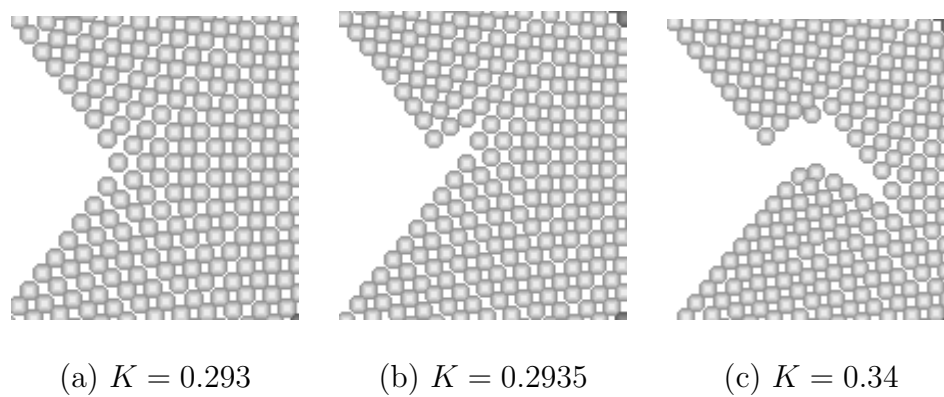 (a) K = 0.293
(b) K = 0.2935
(c) K = 0.34